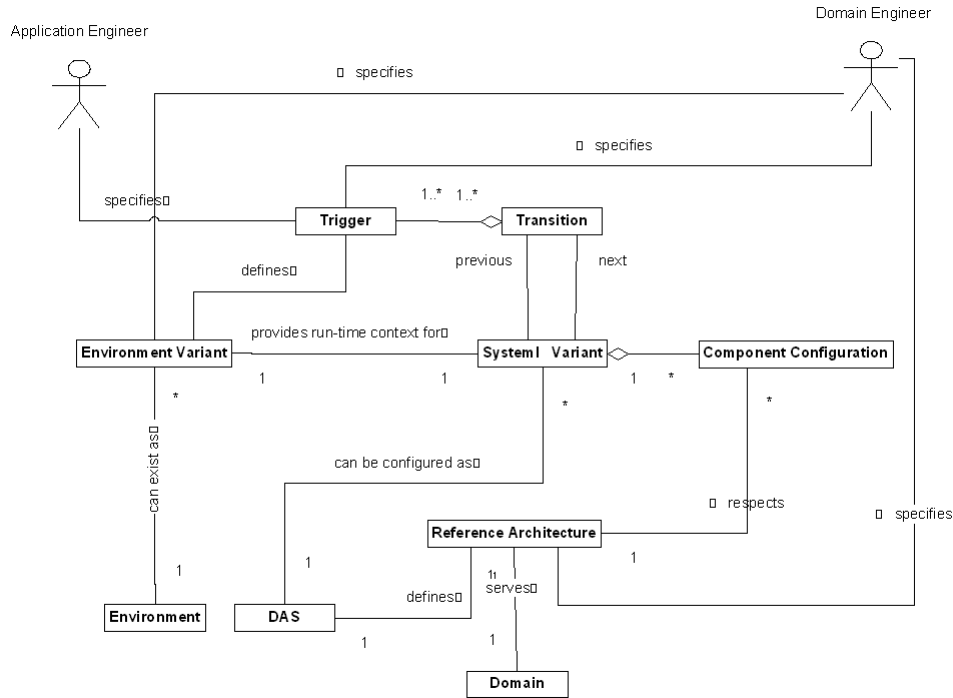 Domain Engineer
Application Engineer
▯ specifies
▯ specifies
specifies▯
1..* 1..*
Trigger
Transition
previous
next
defines▯
provides run-time context for▯
Environment Variant
SystemI Variant
Component Configuration
1
1
1
*
*
*
*
can exist as▯
can be configured as▯
▯ respects
▯ specifies
Reference Architecture
1
1
1
11
serves▯
defines▯
Environment
DAS
1
1
Domain